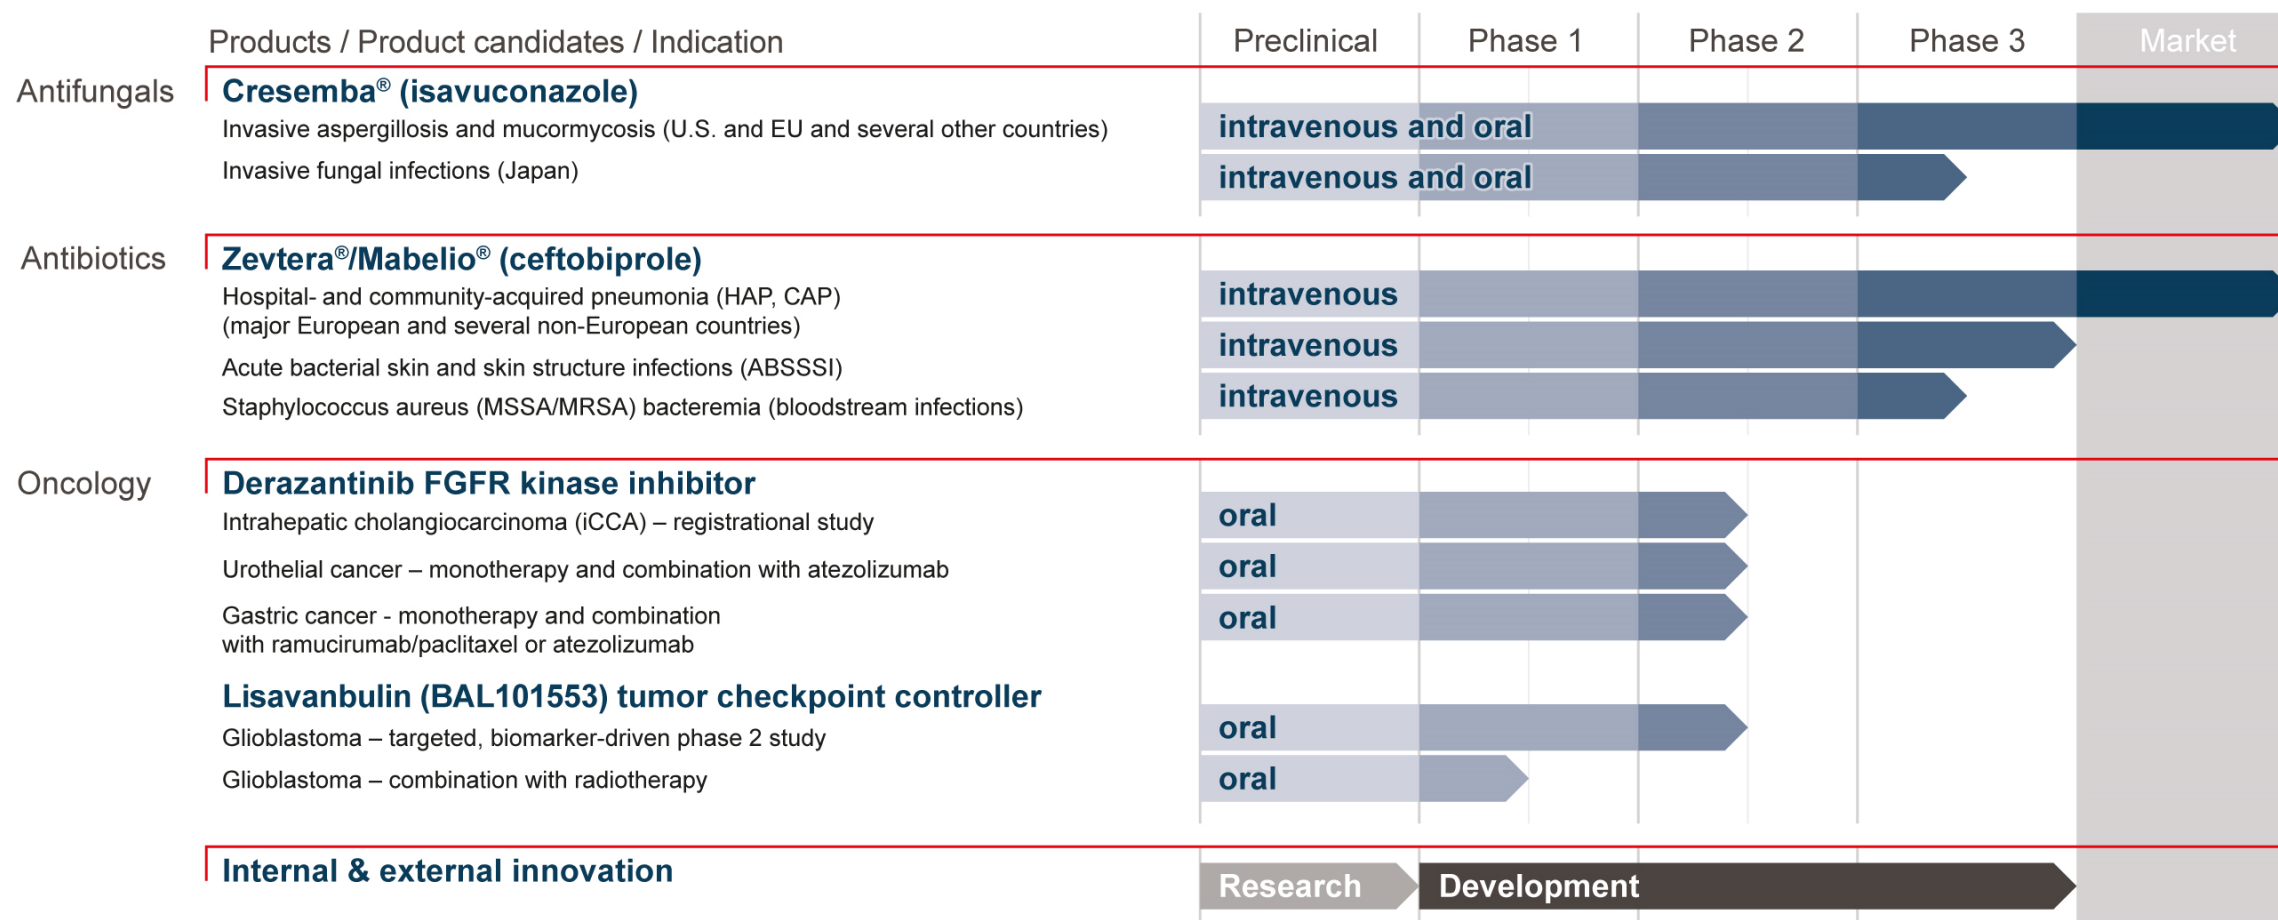 Products / Product candidates / Indication
Preclinical
Phase 1
Phase 2
Phase 3
Market
Antifungals
Cresemba® (isavuconazole)
Invasive aspergillosis and mucormycosis (U.S. and EU and several other countries)
intravenous and oral
Invasive fungal infections (Japan)
intravenous and oral
Antibiotics
Zevtera®/Mabelio® (ceftobiprole)
Hospital- and community-acquired pneumonia (HAP, CAP)
(major European and several non-European countries)
intravenous
Acute bacterial skin and skin structure infections (ABSSSI)
intravenous
Staphylococcus aureus (MSSA/MRSA) bacteremia (bloodstream infections)
intravenous
Oncology
Derazantinib FGFR kinase inhibitor
Intrahepatic cholangiocarcinoma (iCCA) – registrational study
oral
Urothelial cancer – monotherapy and combination with atezolizumab
oral
Gastric cancer - monotherapy and combination
with ramucirumab/paclitaxel or atezolizumab
oral
Lisavanbulin (BAL101553) tumor checkpoint controller
Glioblastoma – targeted, biomarker-driven phase 2 study
oral
Glioblastoma – combination with radiotherapy
oral
Internal & external innovation
Research
Development